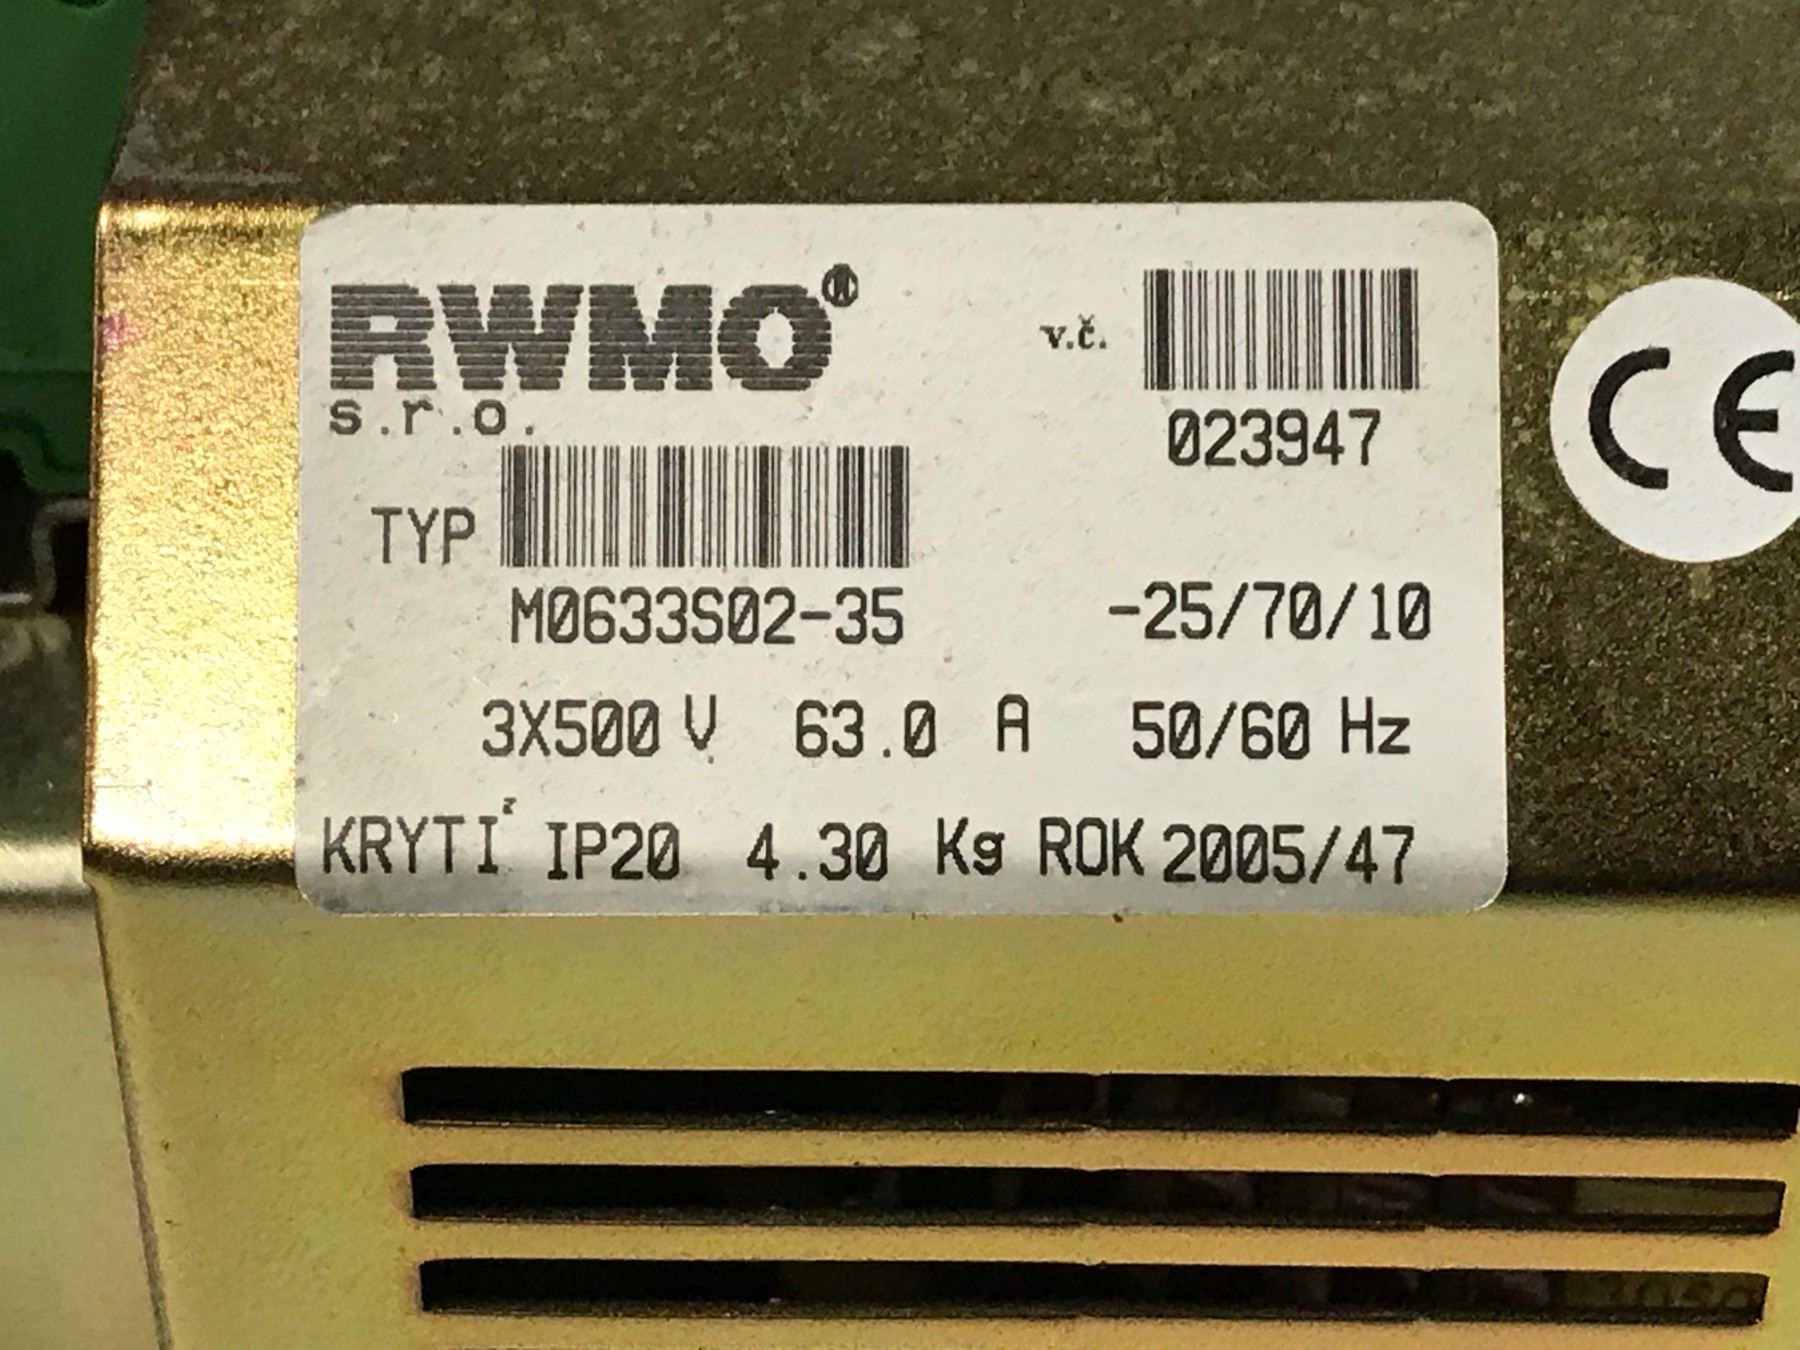 RWMO®
s.r.o.
v.č.
023947
CE
TYP
M0633S02-35 -25/70/10
3X500 V 63.0 A 50/60 Hz
KRYTÍ IP20 4.30 Kg ROK 2005/47